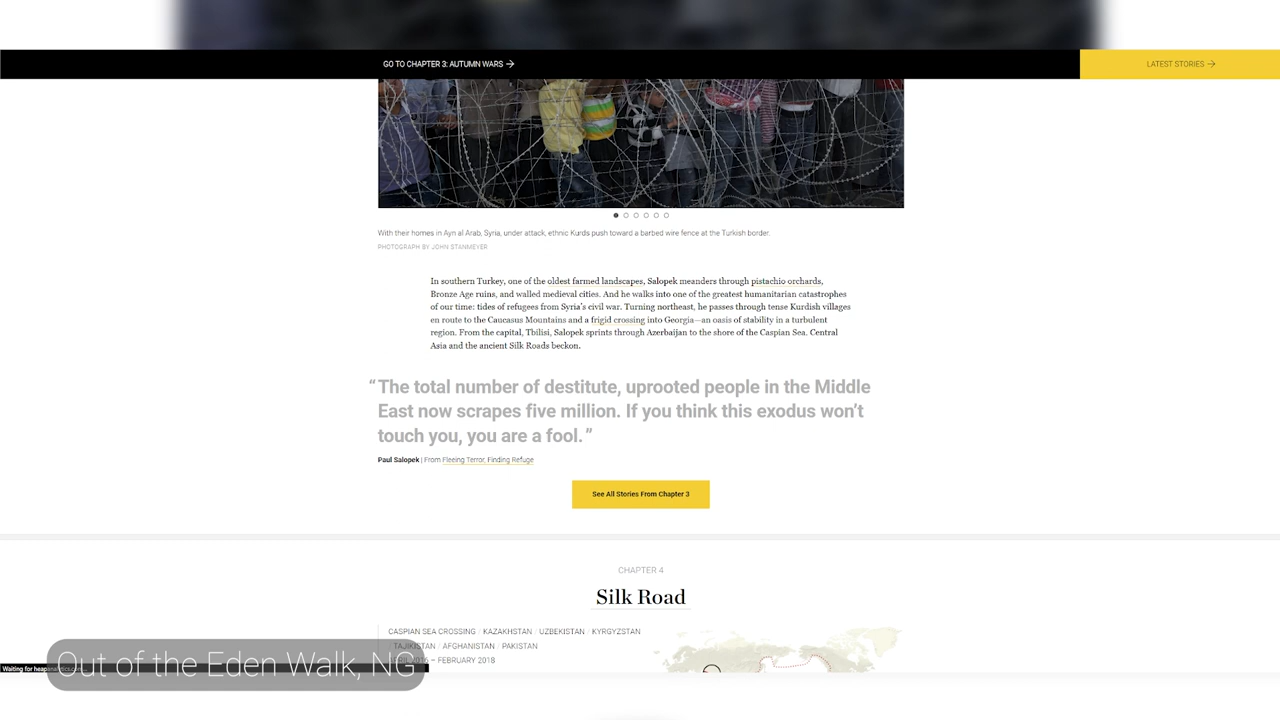 GO TO CHAPTER 3: AUTUMN WARS →
LATEST STORIES →
With their homes in Ayn al Arab, Syria, under attack, ethnic Kurds push toward a barbed wire fence at the Turkish border.
PHOTOGRAPH BY JOHN STANMEYER
In southern Turkey, one of the oldest farmed landscapes, Salopek meanders through pistachio orchards,
Bronze Age ruins, and walled medieval cities. And he walks into one of the greatest humanitarian catastrophes
of our time: tides of refugees from Syria's civil war. Turning northeast, he passes through tense Kurdish villages
en route to the Caucasus Mountains and a frigid crossing into Georgia—an oasis of stability in a turbulent
region. From the capital, Tbilisi, Salopek sprints through Azerbaijan to the shore of the Caspian Sea. Central
Asia and the ancient Silk Roads beckon.
“The total number of destitute, uprooted people in the Middle
East now scrapes five million. If you think this exodus won't
touch you, you are a fool.”
Paul Salopek | From Fleeing Terror, Finding Refuge
See All Stories From Chapter 3
CHAPTER 4
Silk Road
CASPIAN SEA CROSSING / KAZAKHSTAN / UZBEKISTAN / KYRGYZSTAN
/ TAJIKISTAN / AFGHANISTAN / PAKISTAN
2016 – FEBRUARY 2018
Out of the Eden Walk, NG
Waiting for heapanalytics.com...